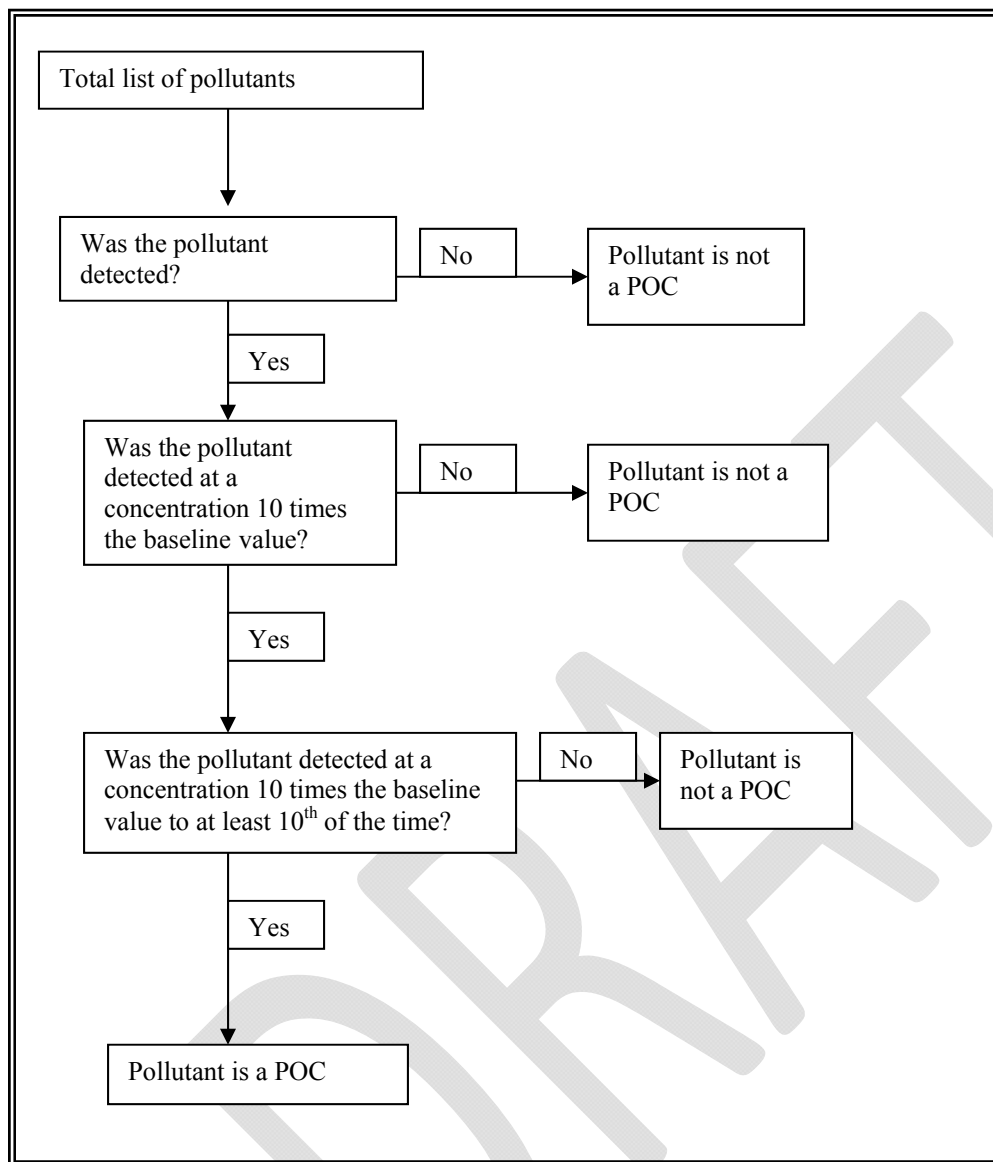 Total list of pollutants
Was the pollutant
detected?
No
Pollutant is not
a POC
Yes
Was the pollutant
detected at a
concentration 10 times
the baseline value?
No
Pollutant is not a
POC
Yes
Was the pollutant detected at a
concentration 10 times the baseline
value to at least 10th of the time?
No
Pollutant is
not a POC
Yes
Pollutant is a POC
DRAFT